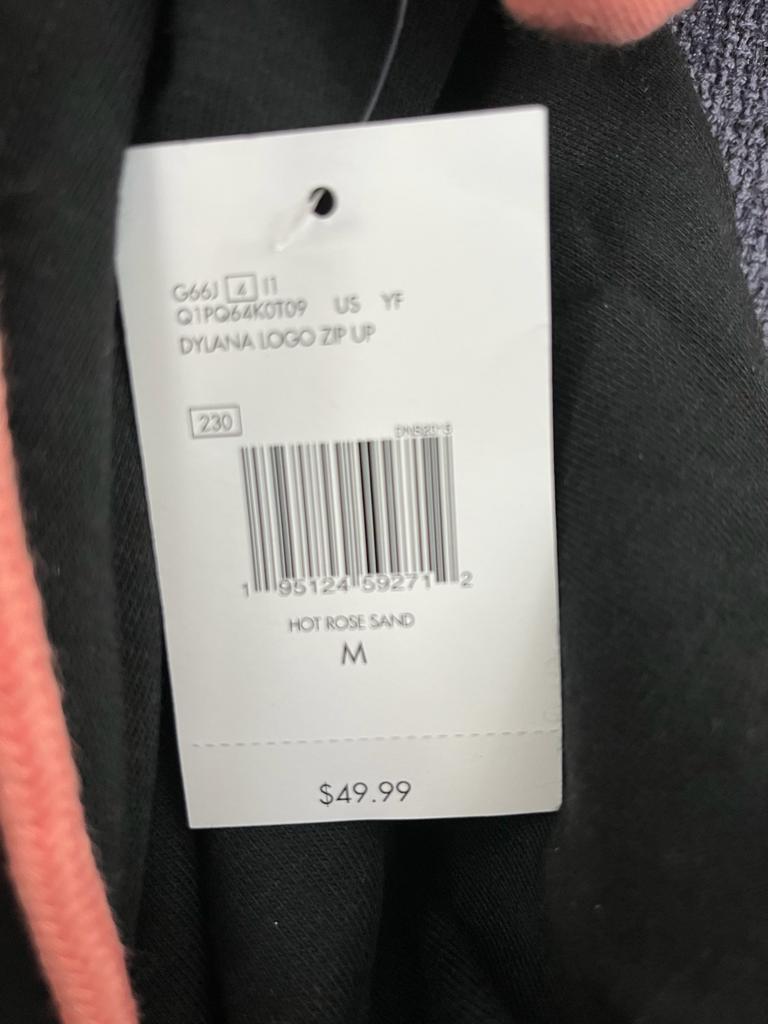 G66J 4 I1
Q1PQ64K0T09 US YF
DYLANA LOGO ZIP UP
230
1 95124 59271 2
HOT ROSE SAND
M
$49.99